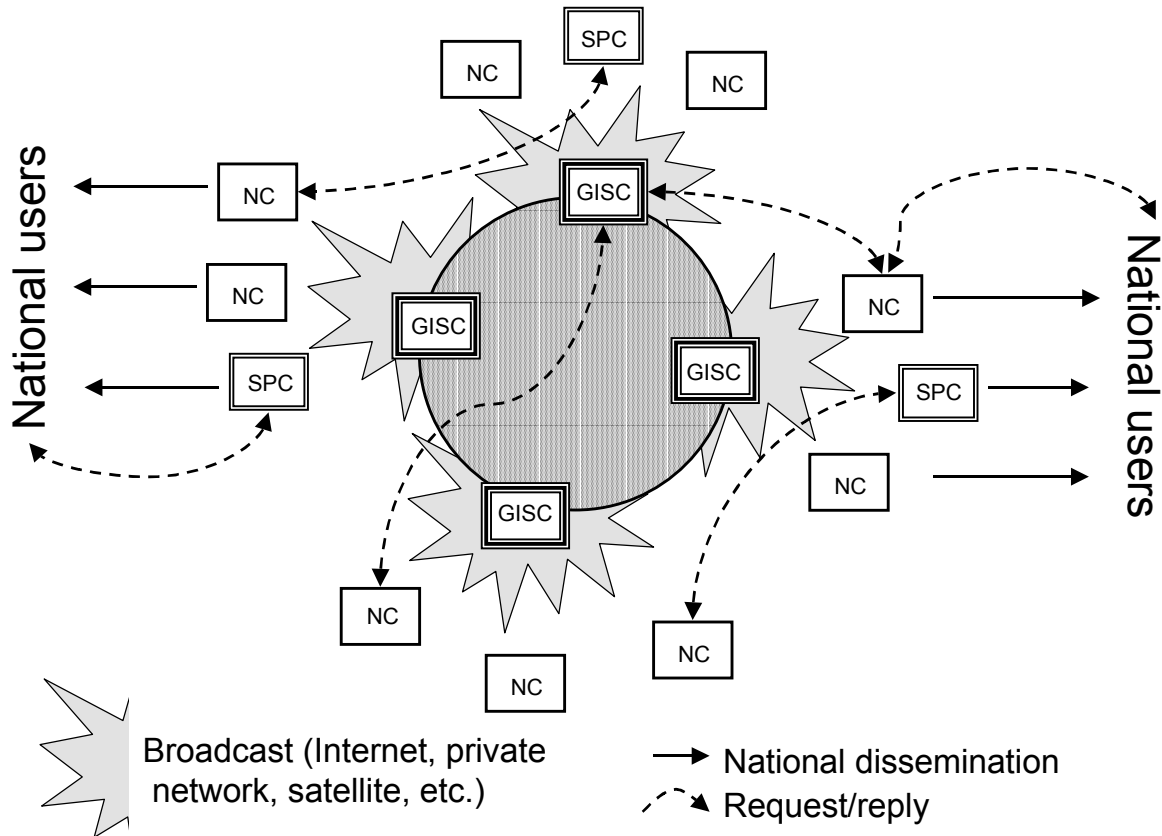 SPC
NC
NC
NC
GISC
National users
NC
GISC
NC
National users
GISC
SPC
SPC
NC
GISC
NC
NC
NC
Broadcast (Internet, private
network, satellite, etc.)
National dissemination
Request/reply